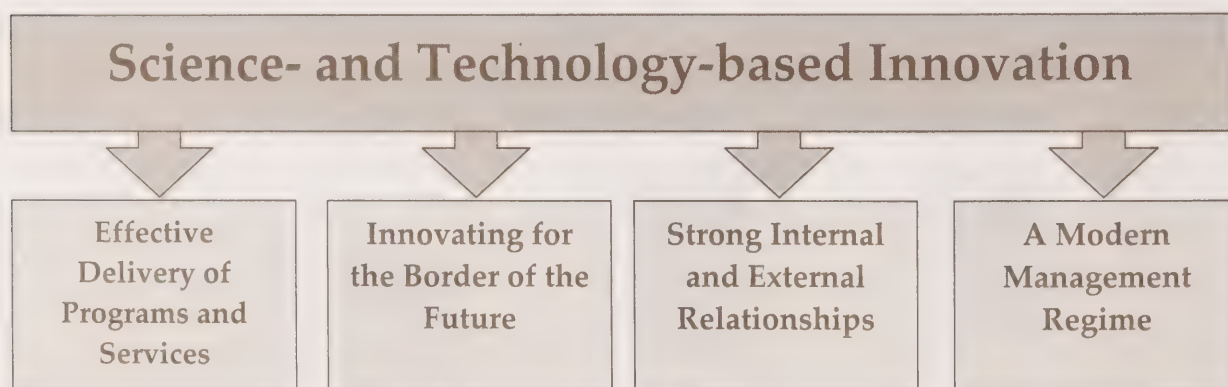 Science- and Technology-based Innovation
Effective
Delivery of
Programs and
Services
Innovating for
the Border of the
Future
Strong Internal
and External
Relationships
A Modern
Management
Regime